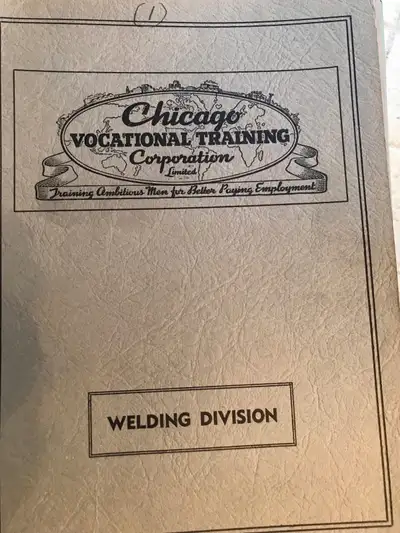 (1)
Chicago
VOCATIONAL TRAINING
Corporation
Limited
Training Ambitious Men for Better Paying Employment
WELDING DIVISION